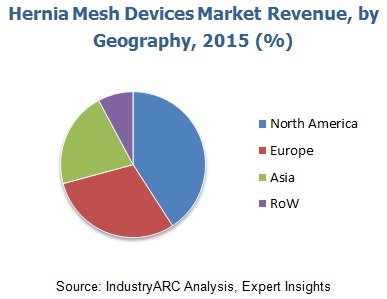 Hernia Mesh Devices Market Revenue, by
Geography, 2015 (%)
North America
Europe
Asia
RoW
Source: IndustryARC Analysis, Expert Insights